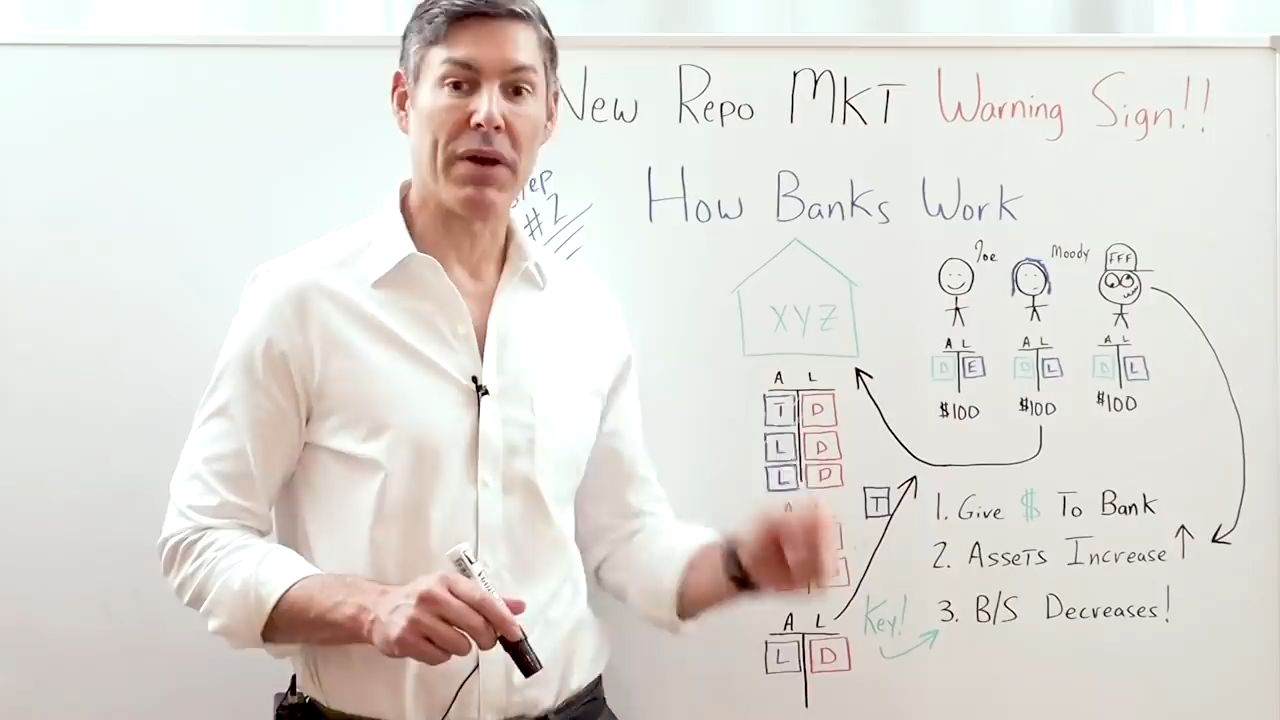 New Repo MKT Warning Sign!!
Step
#2
How Banks Work
XYZ
Joe
Moody
FFF
A L
D E
$100
A L
D L
$100
A L
D L
$100
A L
T D
L D
L D
A
T
A L
L D
1. Give $ To Bank
2. Assets Increase ↑
Key!
3. B/S Decreases!